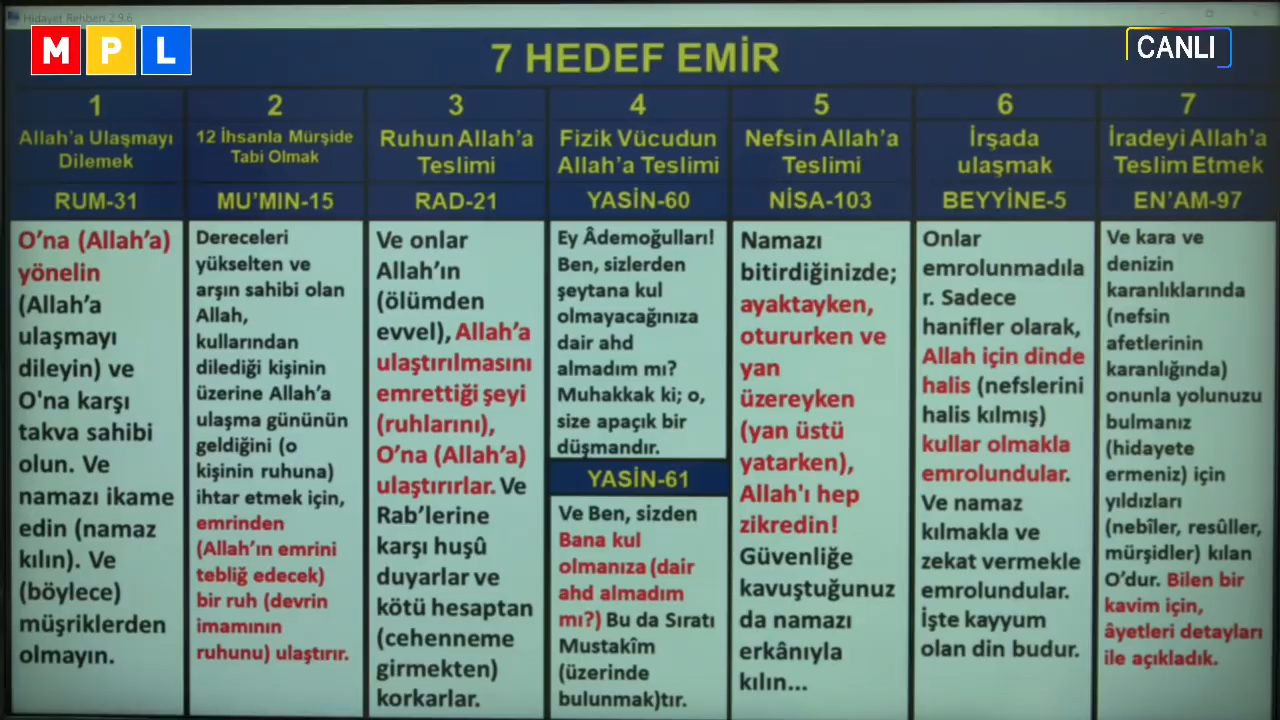 Hidayet Rehberi 2.9.6
M P L
CANLI
7 HEDEF EMİR
1
Allah’a Ulaşmayı
Dilemek
RUM-31
O’na (Allah’a)
yönelin
(Allah’a
ulaşmayı
dileyin) ve
O'na karşı
takva sahibi
olun. Ve
namazı ikame
edin (namaz
kılın). Ve
(böylece)
müşriklerden
olmayın.
2
12 İhsanla Mürşide
Tabi Olmak
MU’MIN-15
Dereceleri
yükselten ve
arşın sahibi olan
Allah,
kullarından
dilediği kişinin
üzerine Allah’a
ulaşma gününün
geldiğini (o
kişinin ruhuna)
ihtar etmek için,
emrinden
(Allah’ın emrini
tebliğ edecek)
bir ruh (devrin
imamının
ruhunu) ulaştırır.
3
Ruhun Allah’a
Teslimi
RAD-21
Ve onlar
Allah’ın
(ölümden
evvel), Allah’a
ulaştırılmasını
emrettiği şeyi
(ruhlarını),
O’na (Allah’a)
ulaştırırlar. Ve
Rab’lerine
karşı huşû
duyarlar ve
kötü hesaptan
(cehenneme
girmekten)
korkarlar.
4
Fizik Vücudun
Allah’a Teslimi
YASİN-60
Ey Âdemoğulları!
Ben, sizlerden
şeytana kul
olmayacağınıza
dair ahd
almadım mı?
Muhakkak ki; o,
size apaçık bir
düşmandır.
YASİN-61
Ve Ben, sizden
Bana kul
olmanıza (dair
ahd almadım
mı?) Bu da Sıratı
Mustakîm
(üzerinde
bulunmak)tır.
5
Nefsin Allah’a
Teslimi
NİSA-103
Namazı
bitirdiğinizde;
ayaktayken,
otururken ve
yan
üzereyken
(yan üstü
yatarken),
Allah'ı hep
zikredin!
Güvenliğe
kavuştuğunuz
da namazı
erkânıyla
kılın...
6
İrşada
ulaşmak
BEYYİNE-5
Onlar
emrolunmadıla
r. Sadece
hanifler olarak,
Allah için dinde
halis (nefslerini
halis kılmış)
kullar olmakla
emrolundular.
Ve namaz
kılmakla ve
zekat vermekle
emrolundular.
İşte kayyum
olan din budur.
7
İradeyi Allah’a
Teslim Etmek
EN’AM-97
Ve kara ve
denizin
karanlıklarında
(nefsin
afetlerinin
karanlığında)
onunla yolunuzu
bulmanız
(hidayete
ermeniz) için
yıldızları
(nebîler, resûller,
mürşidler) kılan
O’dur. Bilen bir
kavim için,
âyetleri detayları
ile açıkladık.